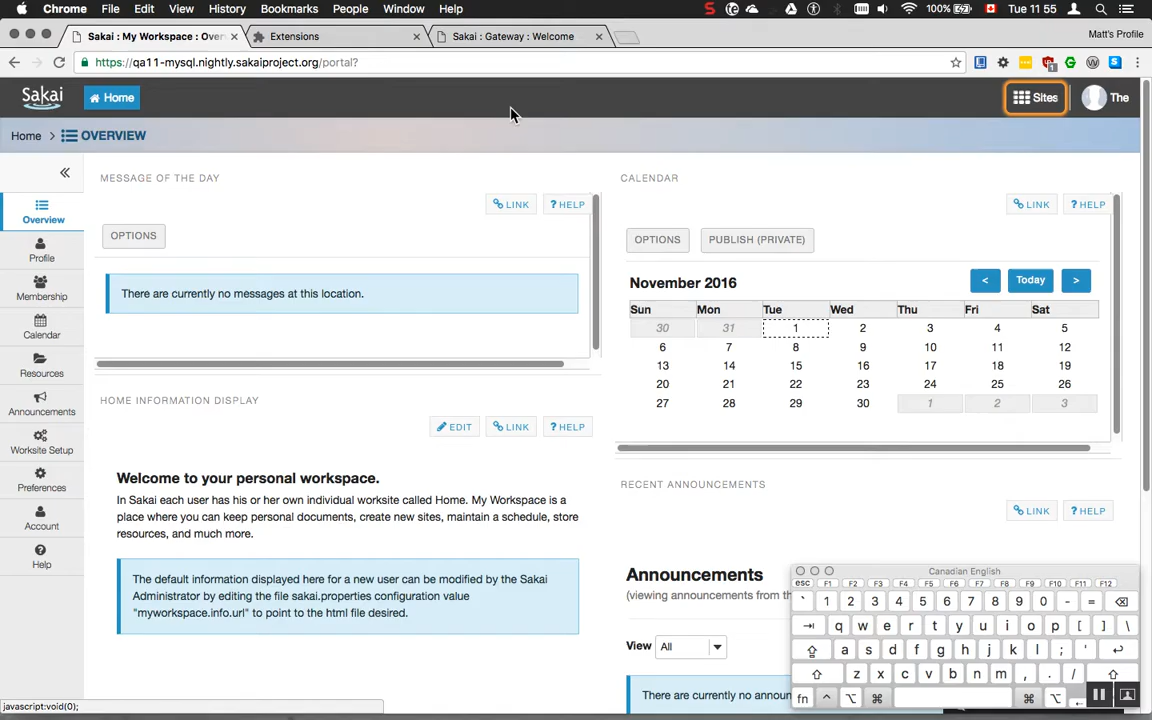 Chrome File Edit View History Bookmarks People Window Help 100% Tue 11 55
Sakai : My Workspace : Over × Extensions × Sakai : Gateway : Welcome × Matt's Profile
https://qa11-mysql.nightly.sakaiproject.org/portal?
Sakai Home Sites The
Home > OVERVIEW
MESSAGE OF THE DAY
LINK ? HELP
OPTIONS
There are currently no messages at this location.
CALENDAR
LINK ? HELP
OPTIONS PUBLISH (PRIVATE)
November 2016 < Today >
Sun Mon Tue Wed Thu Fri Sat
30 31 1 2 3 4 5
6 7 8 9 10 11 12
13 14 15 16 17 18 19
20 21 22 23 24 25 26
27 28 29 30 1 2 3
Overview
Profile
Membership
Calendar
Resources
Announcements
Worksite Setup
Preferences
Account
Help
HOME INFORMATION DISPLAY
EDIT LINK ? HELP
Welcome to your personal workspace.
In Sakai each user has his or her own individual worksite called Home. My Workspace is a
place where you can keep personal documents, create new sites, maintain a schedule, store
resources, and much more.
The default information displayed here for a new user can be modified by the Sakai
Administrator by editing the file sakai.properties configuration value
"myworkspace.info.url" to point to the html file desired.
RECENT ANNOUNCEMENTS
LINK ? HELP
Announcements
(viewing announcements from th
View All
There are currently no announ
Canadian English
esc F1 F2 F3 F4 F5 F6 F7 F8 F9 F10 F11 F12
` 1 2 3 4 5 6 7 8 9 0 - =
q w e r t y u i o p [ ] \
a s d f g h j k l ; '
z x c v b n m , . /
fn
javascript:void(0);